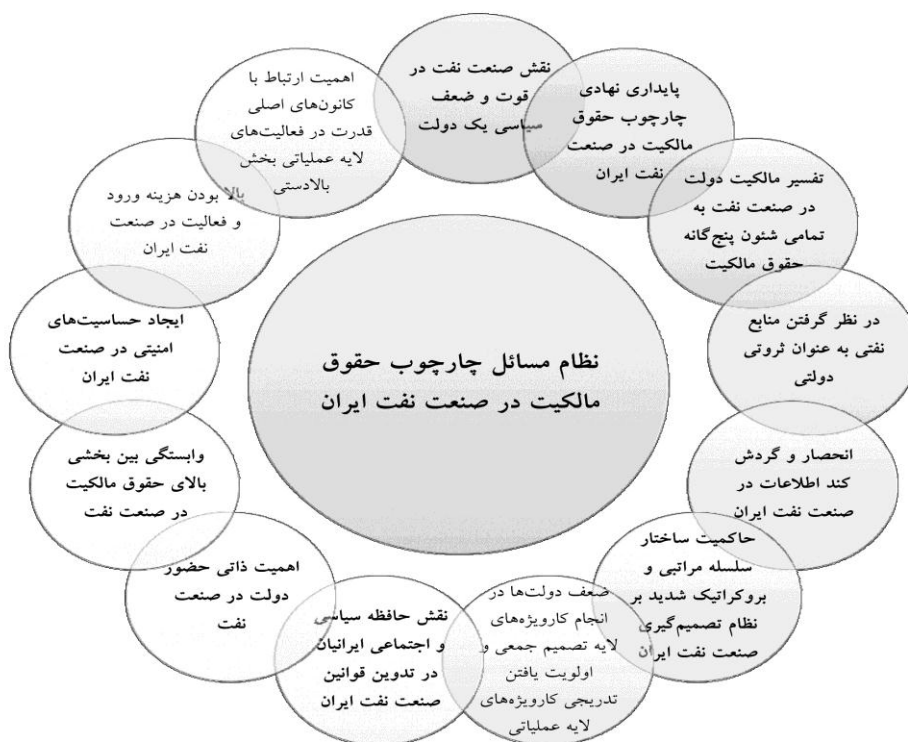 نقش صنعت نفت در
قوت و ضعف
سیاسی یک دولت
پایداری نهادی
چارچوب حقوق
مالکیت در صنعت
نفت ایران
تفسیر مالکیت دولت
در صنعت نفت به
تمامی شئون پنج‌گانه
حقوق مالکیت
در نظر گرفتن منابع
نفتی به عنوان ثروتی
دولتی
انحصار و گردش
کند اطلاعات در
صنعت نفت ایران
حاکمیت ساختار
سلسله مراتبی و
بروکراتیک شدید بر
نظام تصمیم‌گیری
صنعت نفت ایران
ضعف دولت‌ها در
انجام کارویژه‌های
لایه تصمیم جمعی و
اولویت یافتن
تدریجی کارویژه‌های
لایه عملیاتی
نقش حافظه سیاسی
و اجتماعی ایرانیان
در تدوین قوانین
صنعت نفت ایران
اهمیت ذاتی حضور
دولت در صنعت
نفت
وابستگی بین بخشی
بالای حقوق مالکیت
در صنعت نفت
ایجاد حساسیت‌های
امنیتی در صنعت
نفت ایران
بالا بودن هزینه ورود
و فعالیت در صنعت
نفت ایران
اهمیت ارتباط با
کانون‌های اصلی
قدرت در فعالیت‌های
لایه عملیاتی بخش
بالادستی
نظام مسائل چارچوب حقوق
مالکیت در صنعت نفت ایران